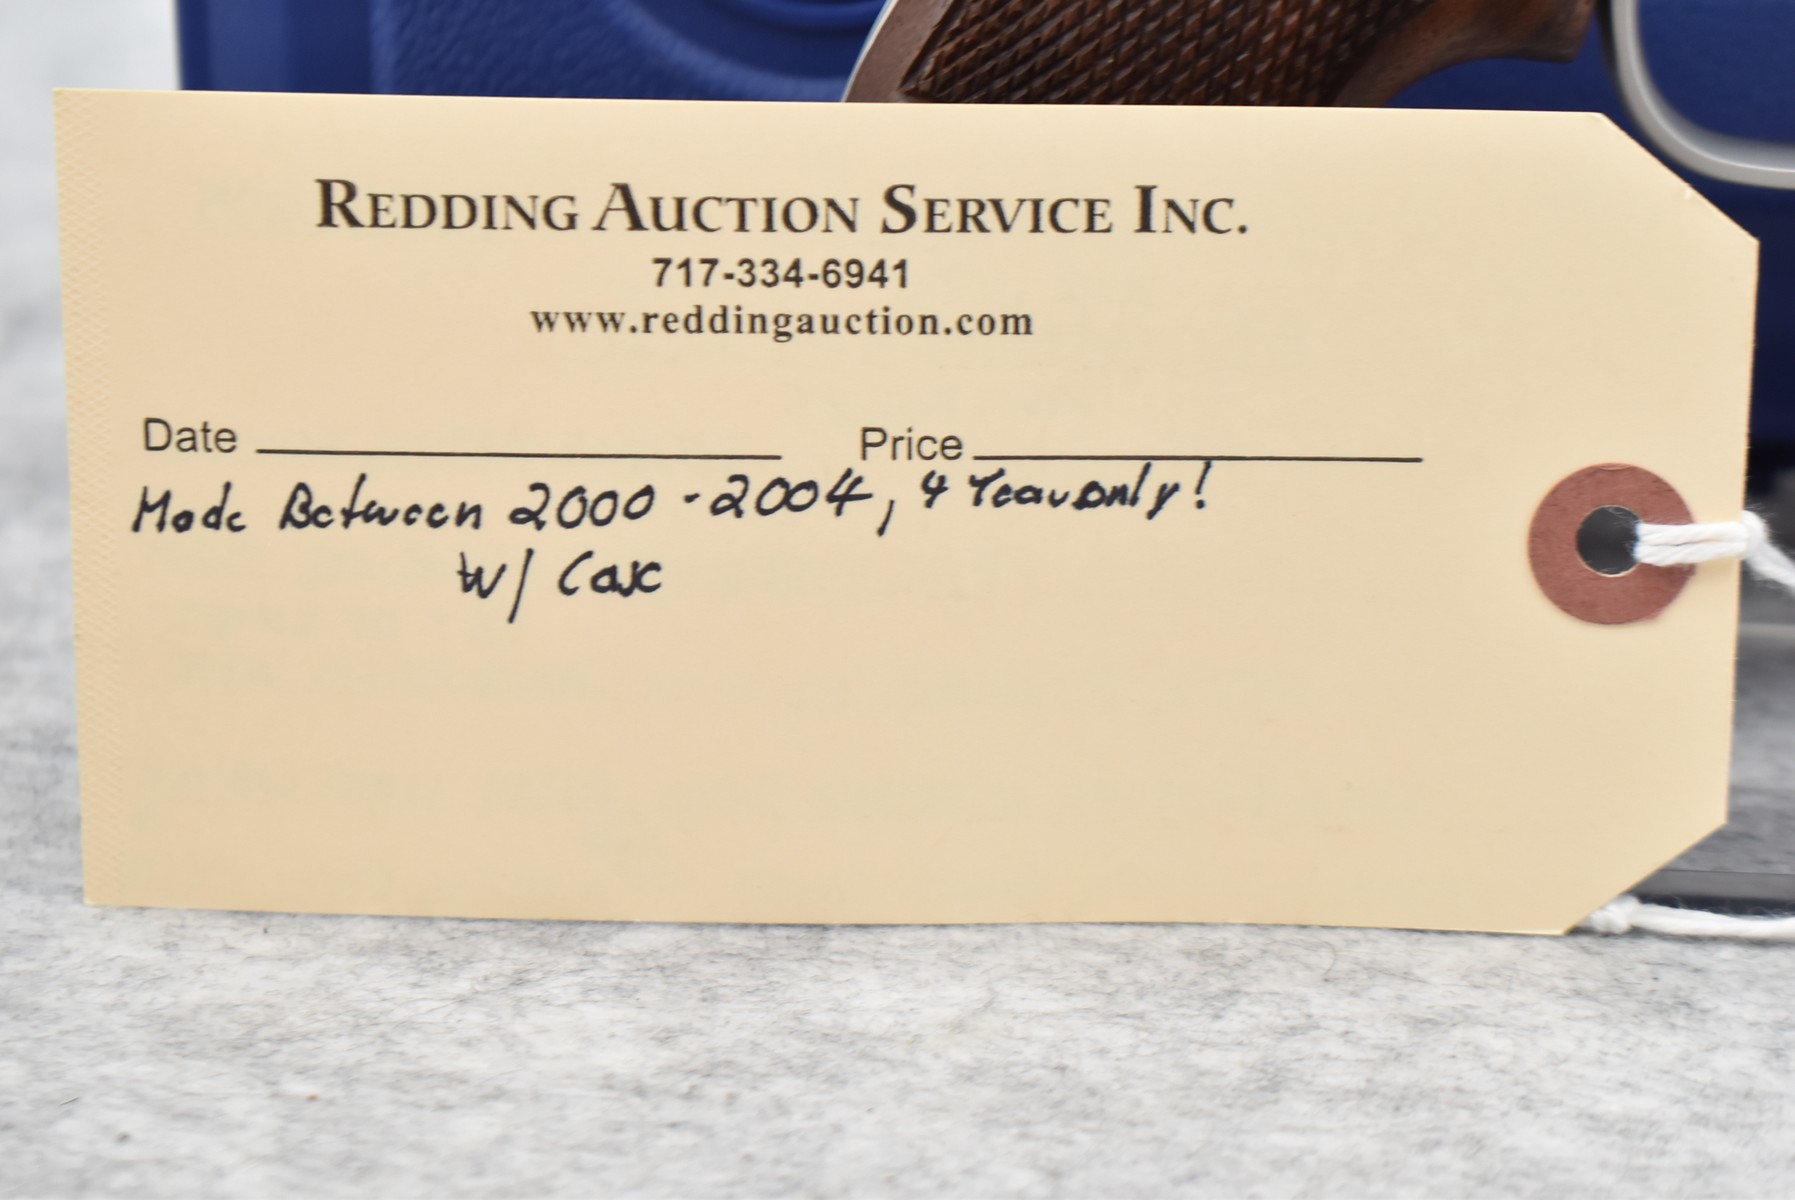 REDDING AUCTION SERVICE INC.
717-334-6941
www.reddingauction.com
Date Price
Made Between 2000-2004, 4 Years only!
W/ Case